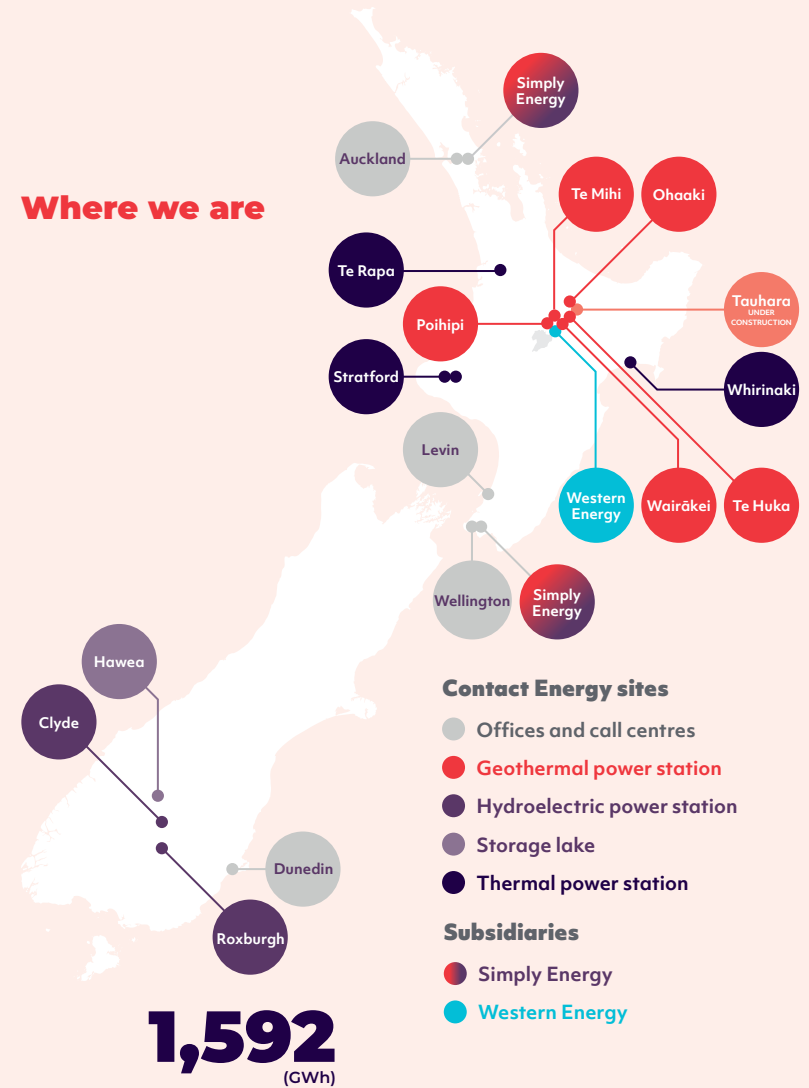 Simply
Energy
Auckland
Where we are
Te Mihi
Ohaaki
Te Rapa
Poihipi
Tauhara
UNDER
CONSTRUCTION
Stratford
Whirinaki
Levin
Western
Energy
Wairākei
Te Huka
Wellington
Simply
Energy
Hawea
Clyde
Dunedin
Roxburgh
Contact Energy sites
Offices and call centres
Geothermal power station
Hydroelectric power station
Storage lake
Thermal power station
Subsidiaries
Simply Energy
Western Energy
1,592
(GWh)